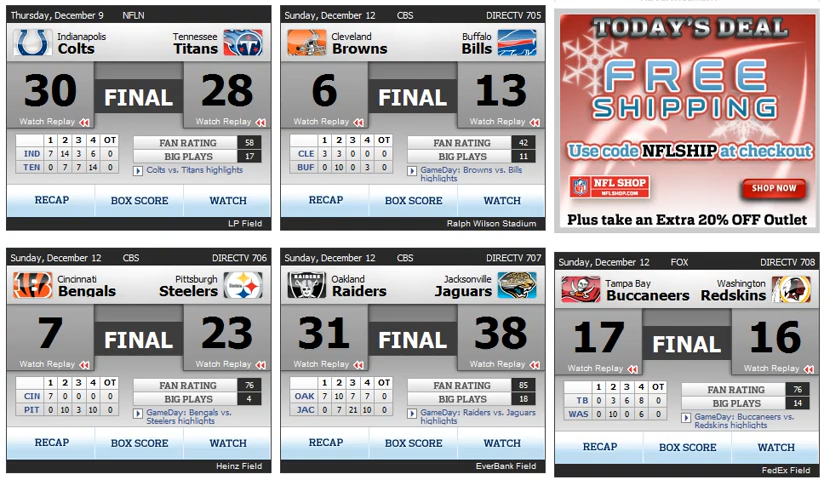 Thursday, December 9 NFLN
Indianapolis Tennessee
Colts Titans
30 FINAL 28
Watch Replay Watch Replay
1 2 3 4 OT
IND 7 14 3 6 0
TEN 0 7 7 14 0
FAN RATING 58
BIG PLAYS 17
Colts vs. Titans highlights
RECAP BOX SCORE WATCH
LP Field
Sunday, December 12 CBS DIRECTV 705
Cleveland Buffalo
Browns Bills
6 FINAL 13
Watch Replay Watch Replay
1 2 3 4 OT
CLE 3 3 0 0 0
BUF 0 10 0 3 0
FAN RATING 42
BIG PLAYS 11
GameDay: Browns vs. Bills
highlights
RECAP BOX SCORE WATCH
Ralph Wilson Stadium
TODAY'S DEAL
FREE
SHIPPING
Use code NFLSHIP at checkout
NFL SHOP
NFLSHOP.COM
SHOP NOW
Plus take an Extra 20% OFF Outlet
Sunday, December 12 CBS DIRECTV 706
Cincinnati Pittsburgh
Bengals Steelers
7 FINAL 23
Watch Replay Watch Replay
1 2 3 4 OT
CIN 7 0 0 0 0
PIT 0 10 3 10 0
FAN RATING 76
BIG PLAYS 4
GameDay: Bengals vs.
Steelers highlights
RECAP BOX SCORE WATCH
Heinz Field
Sunday, December 12 CBS DIRECTV 707
Oakland Jacksonville
Raiders Jaguars
31 FINAL 38
Watch Replay Watch Replay
1 2 3 4 OT
OAK 7 10 7 7 0
JAC 0 7 21 10 0
FAN RATING 85
BIG PLAYS 18
GameDay: Raiders vs. Jaguars
highlights
RECAP BOX SCORE WATCH
EverBank Field
Sunday, December 12 FOX DIRECTV 708
Tampa Bay Washington
Buccaneers Redskins
17 FINAL 16
Watch Replay Watch Replay
1 2 3 4 OT
TB 0 3 6 8 0
WAS 0 10 0 6 0
FAN RATING 76
BIG PLAYS 14
GameDay: Buccaneers vs.
Redskins highlights
RECAP BOX SCORE WATCH
FedEx Field